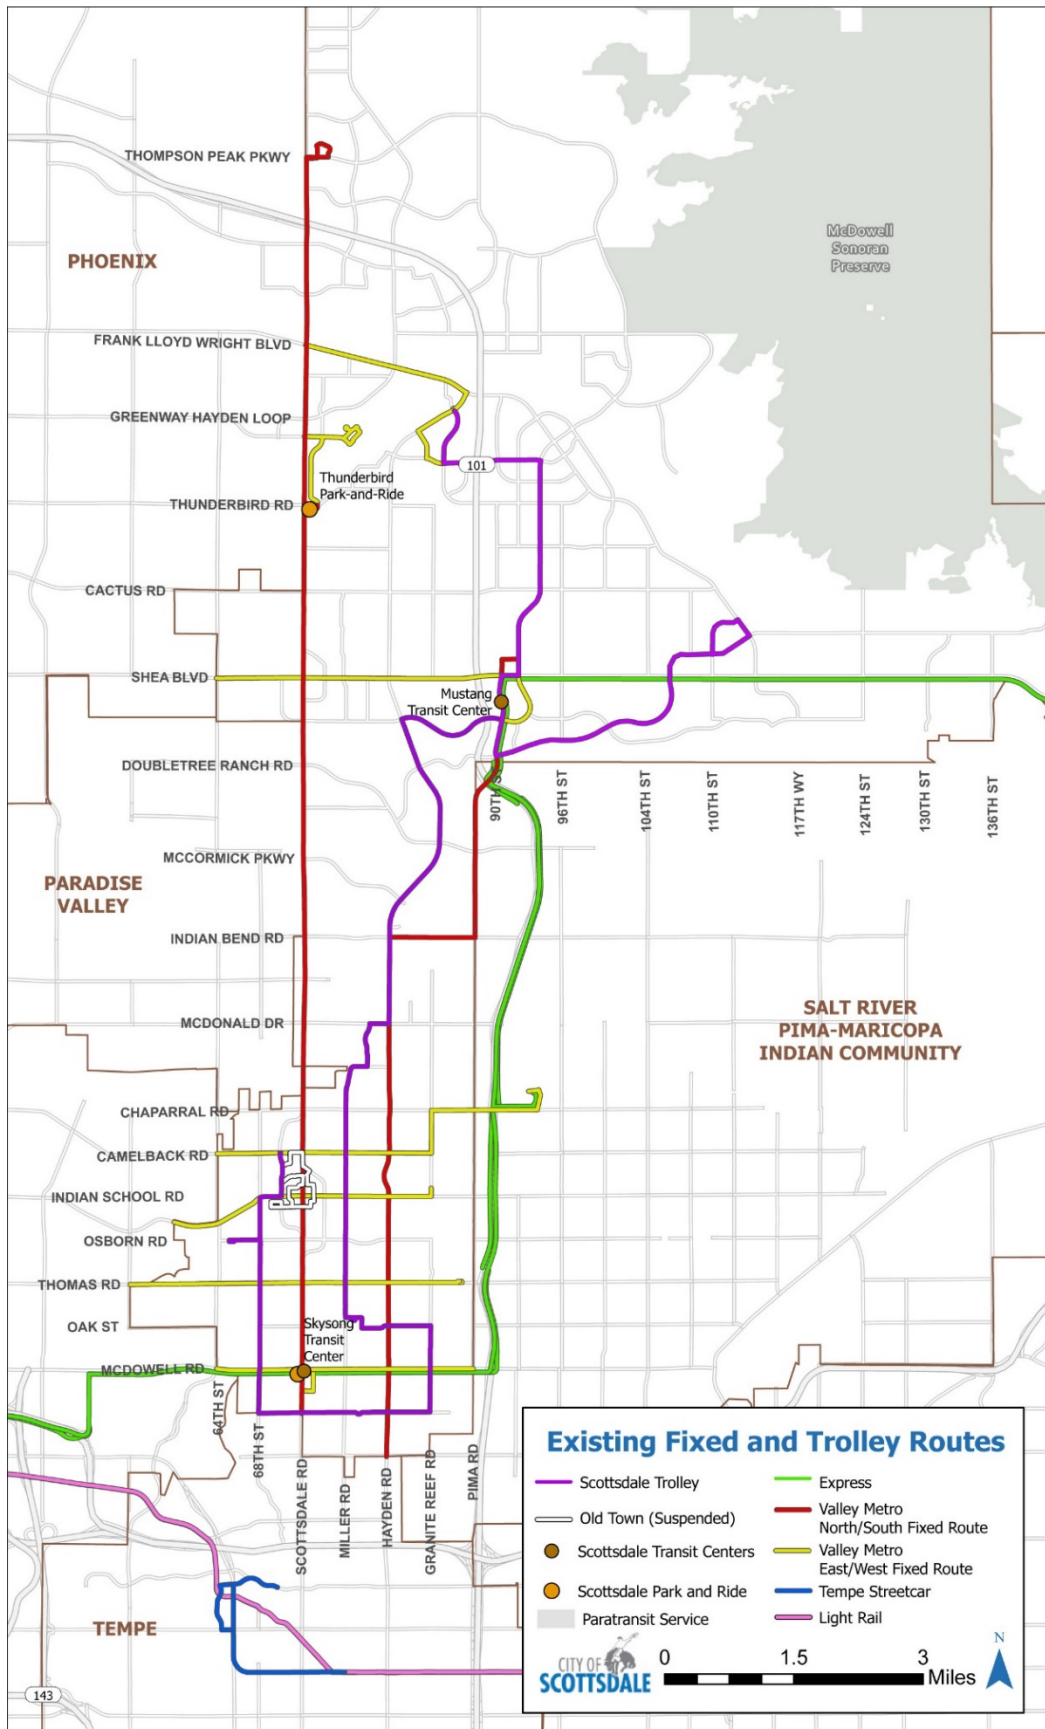 THOMPSON PEAK PKWY
McDowell
Sonoran
Preserve
PHOENIX
FRANK LLOYD WRIGHT BLVD
GREENWAY HAYDEN LOOP
101
Thunderbird
Park-and-Ride
THUNDERBIRD RD
CACTUS RD
SHEA BLVD
Mustang
Transit Center
DOUBLETREE RANCH RD
90TH ST
96TH ST
104TH ST
110TH ST
117TH WY
124TH ST
130TH ST
136TH ST
MCCORMICK PKWY
PARADISE
VALLEY
INDIAN BEND RD
SALT RIVER
PIMA-MARICOPA
INDIAN COMMUNITY
MCDONALD DR
CHAPARRAL RD
CAMELBACK RD
INDIAN SCHOOL RD
OSBORN RD
THOMAS RD
OAK ST
Skysong
Transit
Center
MCDOWELL RD
64TH ST
68TH ST
SCOTTSDALE RD
MILLER RD
HAYDEN RD
GRANITE REEF RD
PIMA RD
TEMPE
143
Existing Fixed and Trolley Routes
Scottsdale Trolley
Old Town (Suspended)
Scottsdale Transit Centers
Scottsdale Park and Ride
Paratransit Service
Express
Valley Metro
North/South Fixed Route
Valley Metro
East/West Fixed Route
Tempe Streetcar
Light Rail
CITY OF
SCOTTSDALE
0 1.5 3
Miles
N